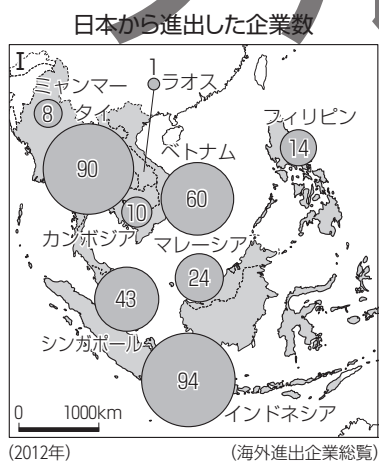 日本から進出した企業数
I
1
ラオス
ミャンマー
8
タイ
フィリピン
14
90
ベトナム
60
10
カンボジア
マレーシア
24
43
シンガポール
94
0 1000km
インドネシア
(2012年) (海外進出企業総覧)